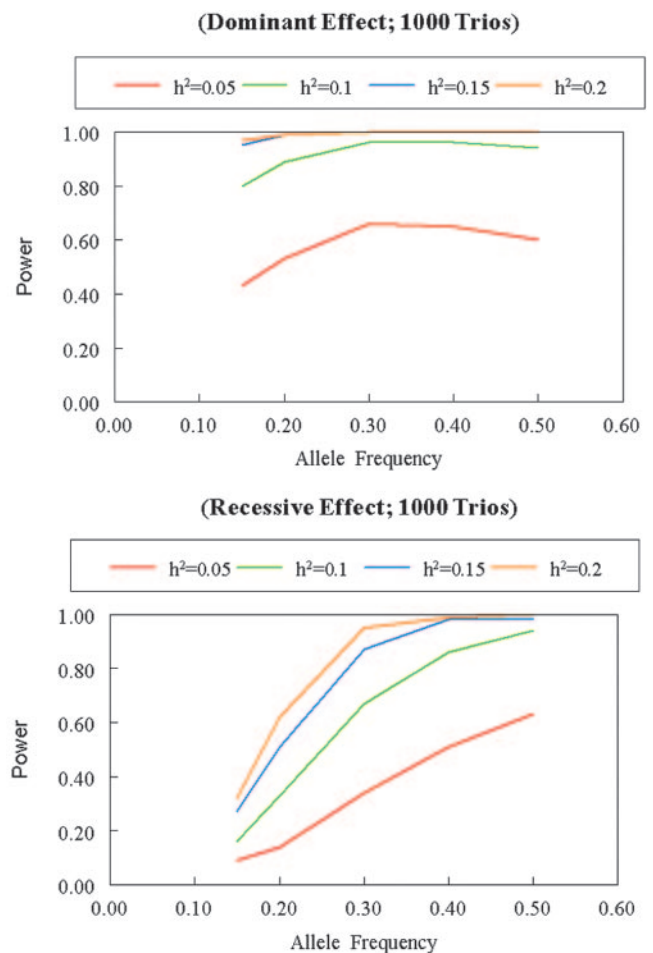 (Dominant Effect; 1000 Trios)
h²=0.05 h²=0.1 h²=0.15 h²=0.2
1.00
0.80
0.60
0.40
0.20
0.00
Power
0.00 0.10 0.20 0.30 0.40 0.50 0.60
Allele Frequency
(Recessive Effect; 1000 Trios)
h²=0.05 h²=0.1 h²=0.15 h²=0.2
1.00
0.80
0.60
0.40
0.20
0.00
Power
0.00 0.10 0.20 0.30 0.40 0.50 0.60
Allele Frequency